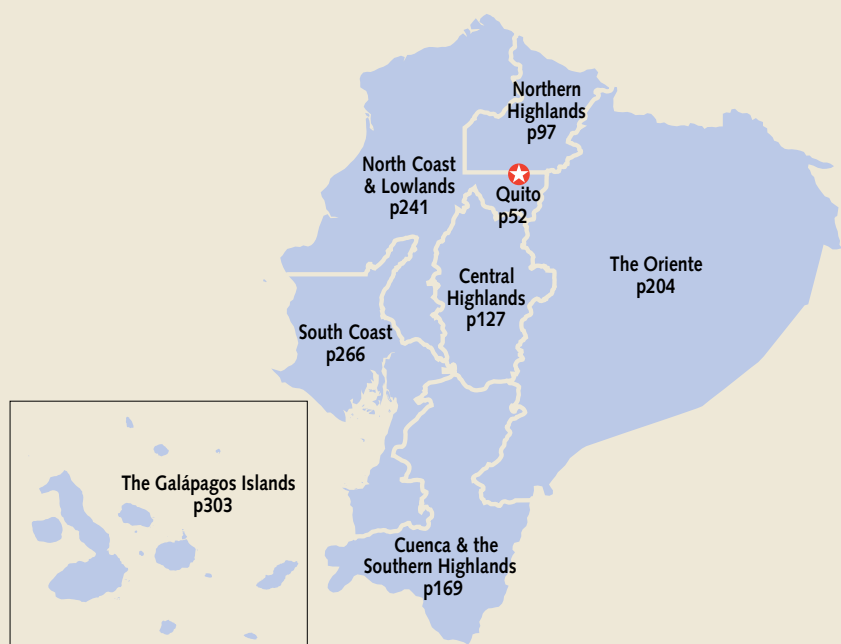 Northern
Highlands
p97
North Coast
& Lowlands
p241
Quito
p52
The Oriente
p204
Central
Highlands
p127
South Coast
p266
The Galápagos Islands
p303
Cuenca & the
Southern Highlands
p169